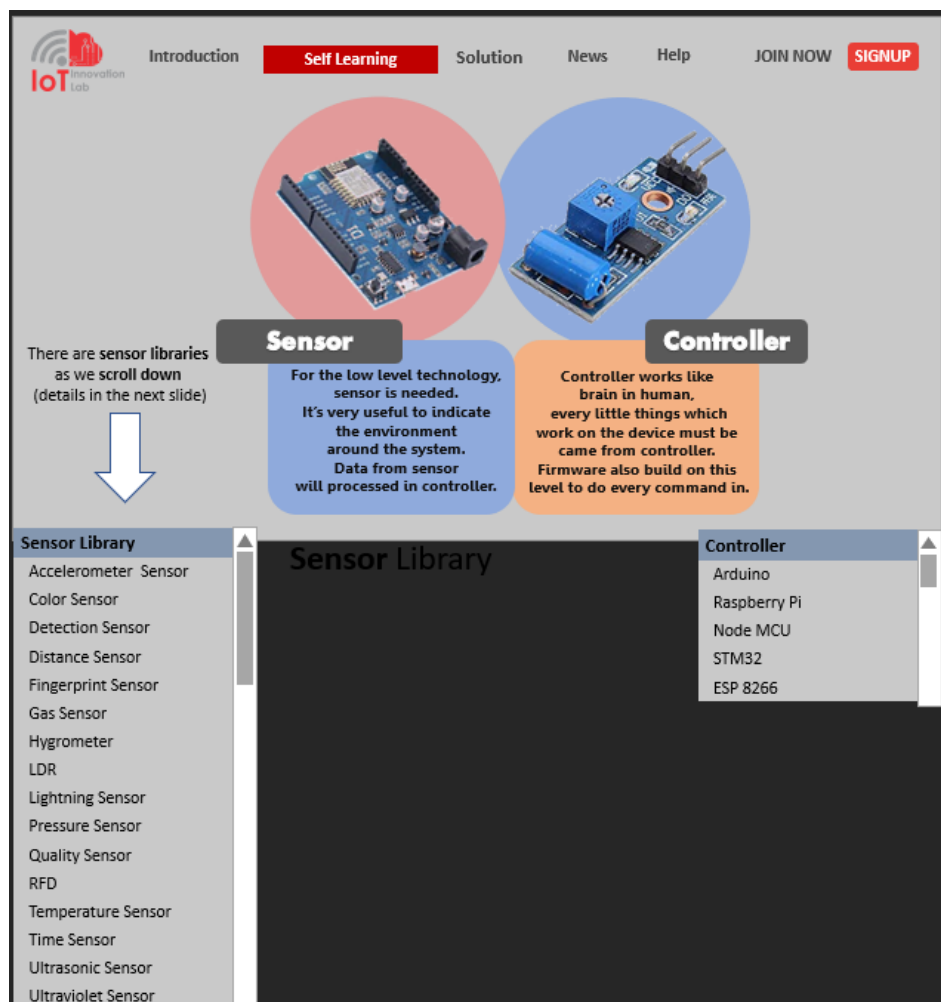 IoT Innovation Lab
Introduction
Self Learning
Solution
News
Help
JOIN NOW
SIGNUP
Sensor
Controller
There are sensor libraries
as we scroll down
(details in the next slide)
For the low level technology,
sensor is needed.
It's very useful to indicate
the environment
around the system.
Data from sensor
will processed in controller.
Controller works like
brain in human,
every little things which
work on the device must be
came from controller.
Firmware also build on this
level to do every command in.
Sensor Library
Accelerometer Sensor
Color Sensor
Detection Sensor
Distance Sensor
Fingerprint Sensor
Gas Sensor
Hygrometer
LDR
Lightning Sensor
Pressure Sensor
Quality Sensor
RFD
Temperature Sensor
Time Sensor
Ultrasonic Sensor
Ultraviolet Sensor
Sensor Library
Controller
Arduino
Raspberry Pi
Node MCU
STM32
ESP 8266